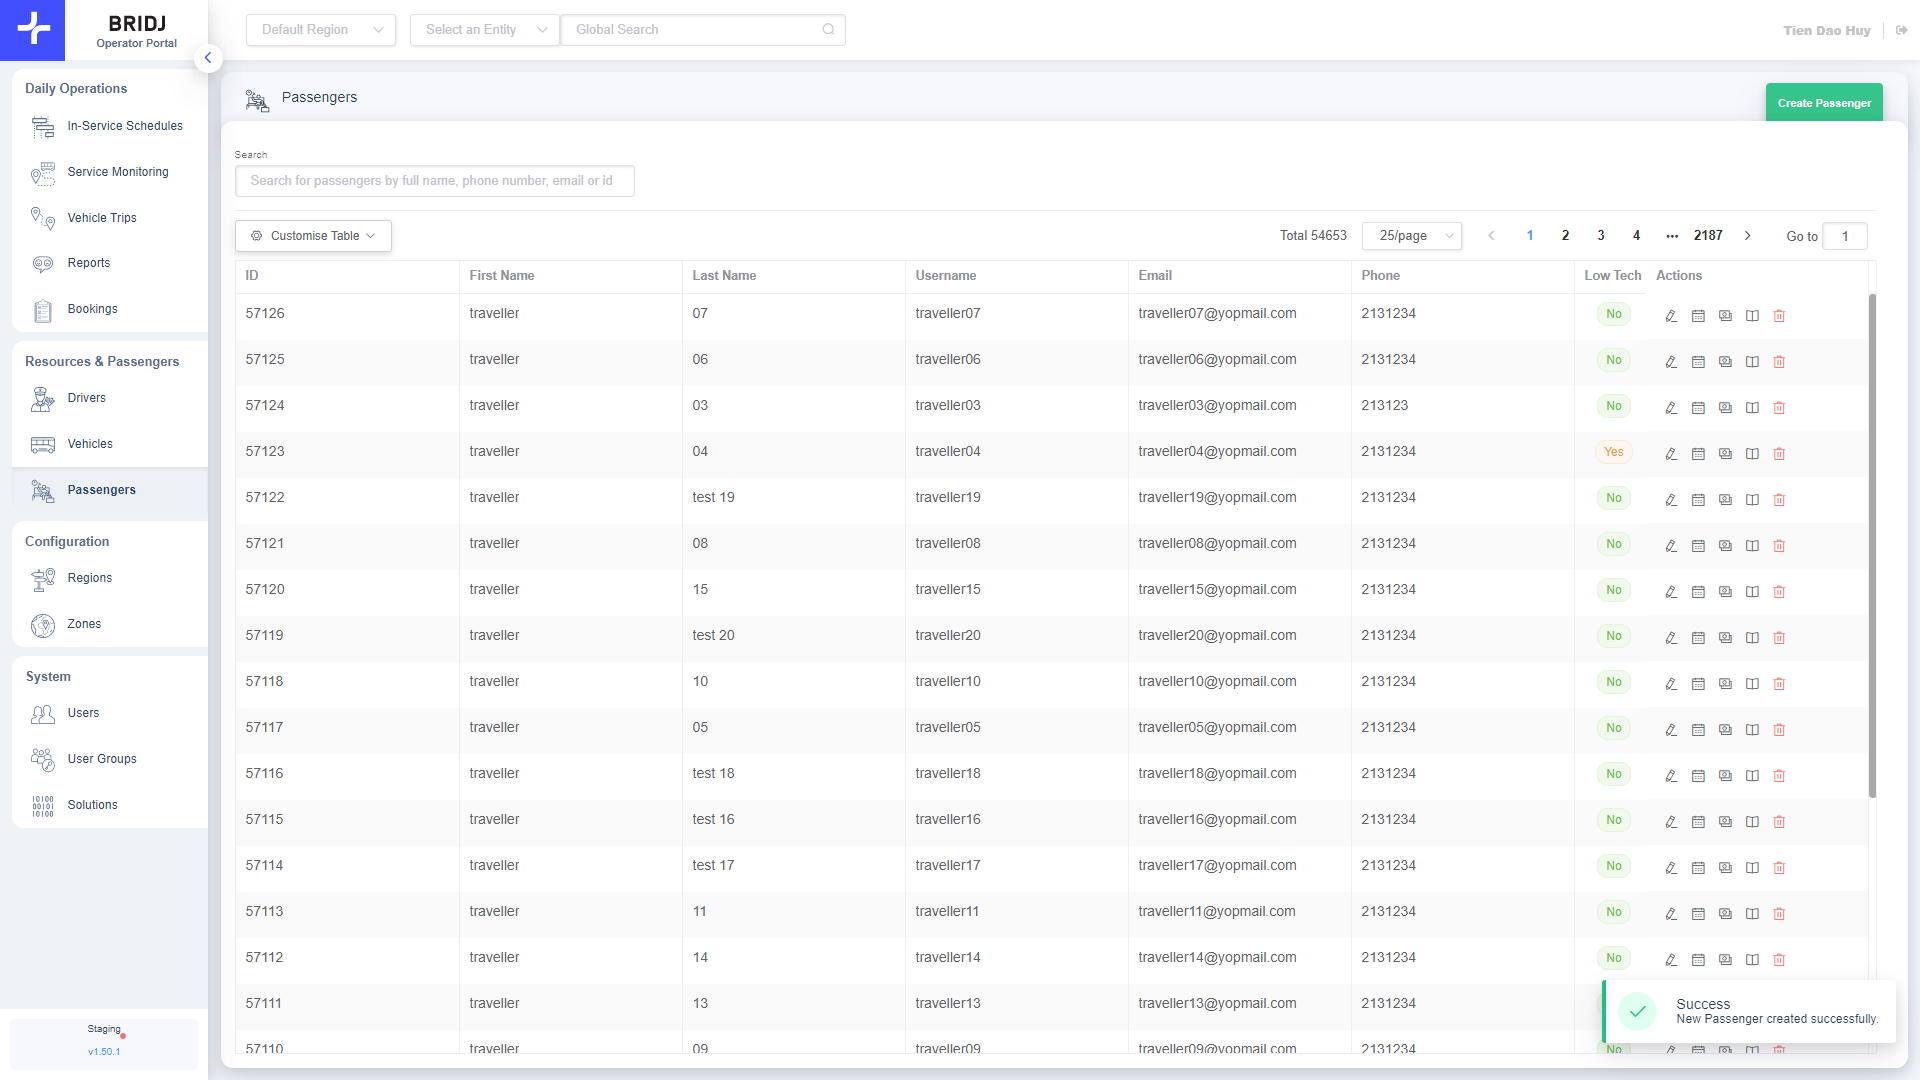 BRIDJ
Operator Portal
Default Region
Select an Entity
Global Search
Tien Dao Huy
Daily Operations
In-Service Schedules
Service Monitoring
Vehicle Trips
Reports
Bookings
Resources & Passengers
Drivers
Vehicles
Passengers
Configuration
Regions
Zones
System
Users
User Groups
Solutions
Staging
v1.50.1
Passengers
Create Passenger
Search
Search for passengers by full name, phone number, email or id
Customise Table
Total 54653 25/page 1 2 3 4 ... 2187 Go to 1
ID First Name Last Name Username Email Phone Low Tech Actions
57126 traveller 07 traveller07 traveller07@yopmail.com 2131234 No
57125 traveller 06 traveller06 traveller06@yopmail.com 2131234 No
57124 traveller 03 traveller03 traveller03@yopmail.com 213123 No
57123 traveller 04 traveller04 traveller04@yopmail.com 2131234 Yes
57122 traveller test 19 traveller19 traveller19@yopmail.com 2131234 No
57121 traveller 08 traveller08 traveller08@yopmail.com 2131234 No
57120 traveller 15 traveller15 traveller15@yopmail.com 2131234 No
57119 traveller test 20 traveller20 traveller20@yopmail.com 2131234 No
57118 traveller 10 traveller10 traveller10@yopmail.com 2131234 No
57117 traveller 05 traveller05 traveller05@yopmail.com 2131234 No
57116 traveller test 18 traveller18 traveller18@yopmail.com 2131234 No
57115 traveller test 16 traveller16 traveller16@yopmail.com 2131234 No
57114 traveller test 17 traveller17 traveller17@yopmail.com 2131234 No
57113 traveller 11 traveller11 traveller11@yopmail.com 2131234 No
57112 traveller 14 traveller14 traveller14@yopmail.com 2131234 No
57111 traveller 13 traveller13 traveller13@yopmail.com 2131234
57110 traveller 09 traveller09 traveller09@yopmail.com 2131234 No
Success
New Passenger created successfully.